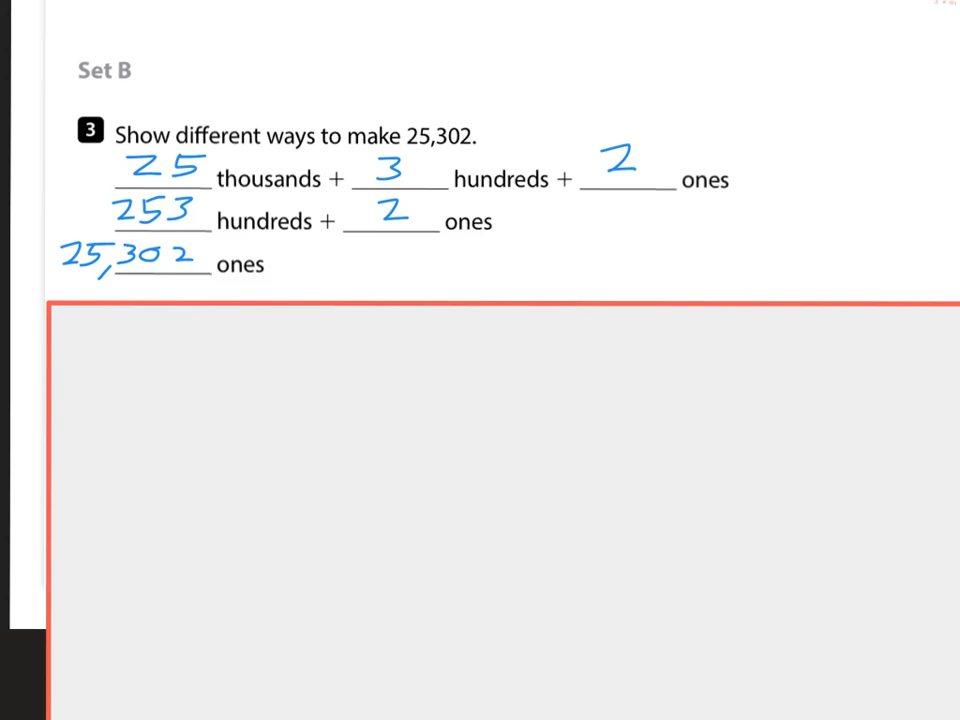 Set B
3 Show different ways to make 25,302.
25 thousands + 3 hundreds + 2 ones
253 hundreds + 2 ones
25,302 ones